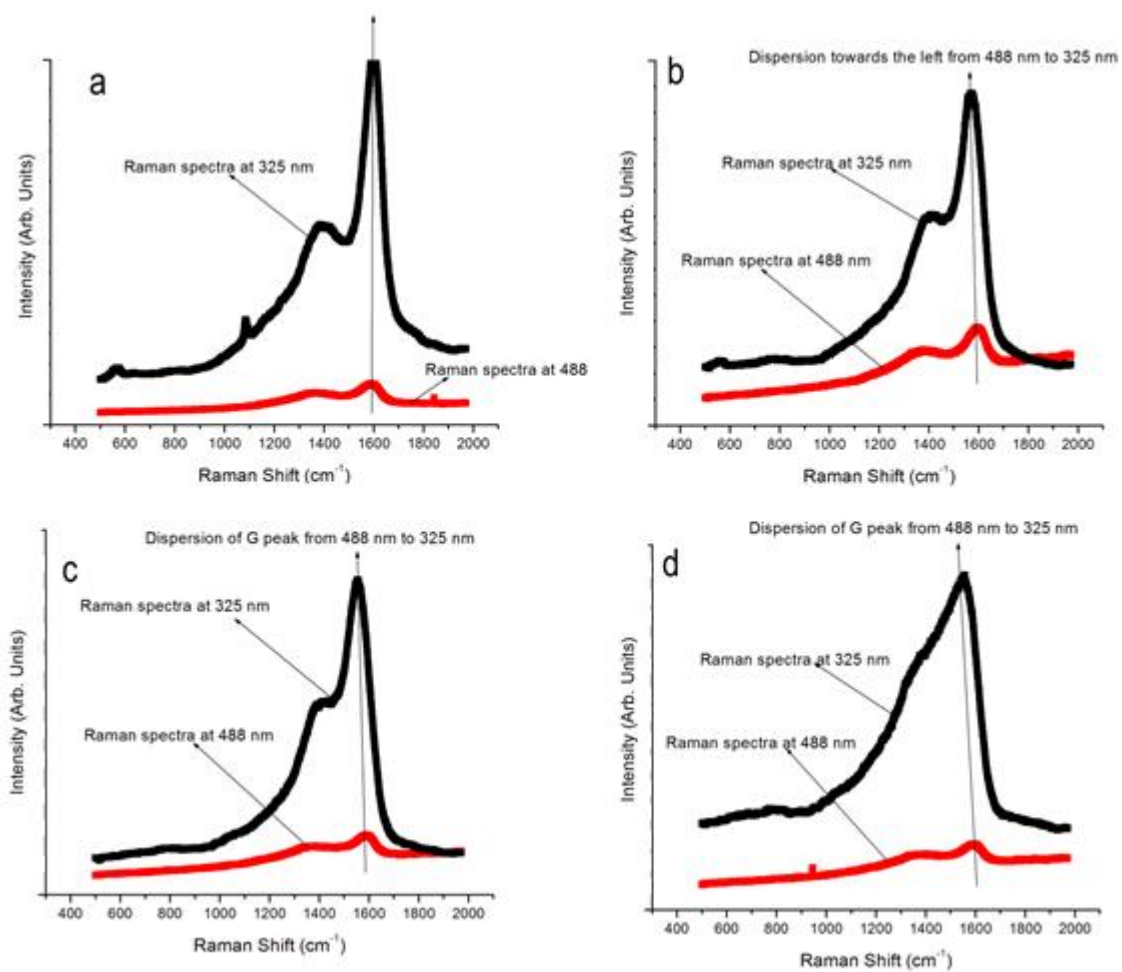 a
Raman spectra at 325 nm
Raman spectra at 488
Intensity (Arb. Units)
400 600 800 1000 1200 1400 1600 1800 2000
Raman Shift (cm⁻¹)
b
Dispersion towards the left from 488 nm to 325 nm
Raman spectra at 325 nm
Raman spectra at 488 nm
Intensity (Arb. Units)
400 600 800 1000 1200 1400 1600 1800 2000
Raman Shift (cm⁻¹)
c
Dispersion of G peak from 488 nm to 325 nm
Raman spectra at 325 nm
Raman spectra at 488 nm
Intensity (Arb. Units)
400 600 800 1000 1200 1400 1600 1800 2000
Raman Shift (cm⁻¹)
d
Dispersion of G peak from 488 nm to 325 nm
Raman spectra at 325 nm
Raman spectra at 488 nm
Intensity (Arb. Units)
400 600 800 1000 1200 1400 1600 1800 2000
Raman Shift (cm⁻¹)